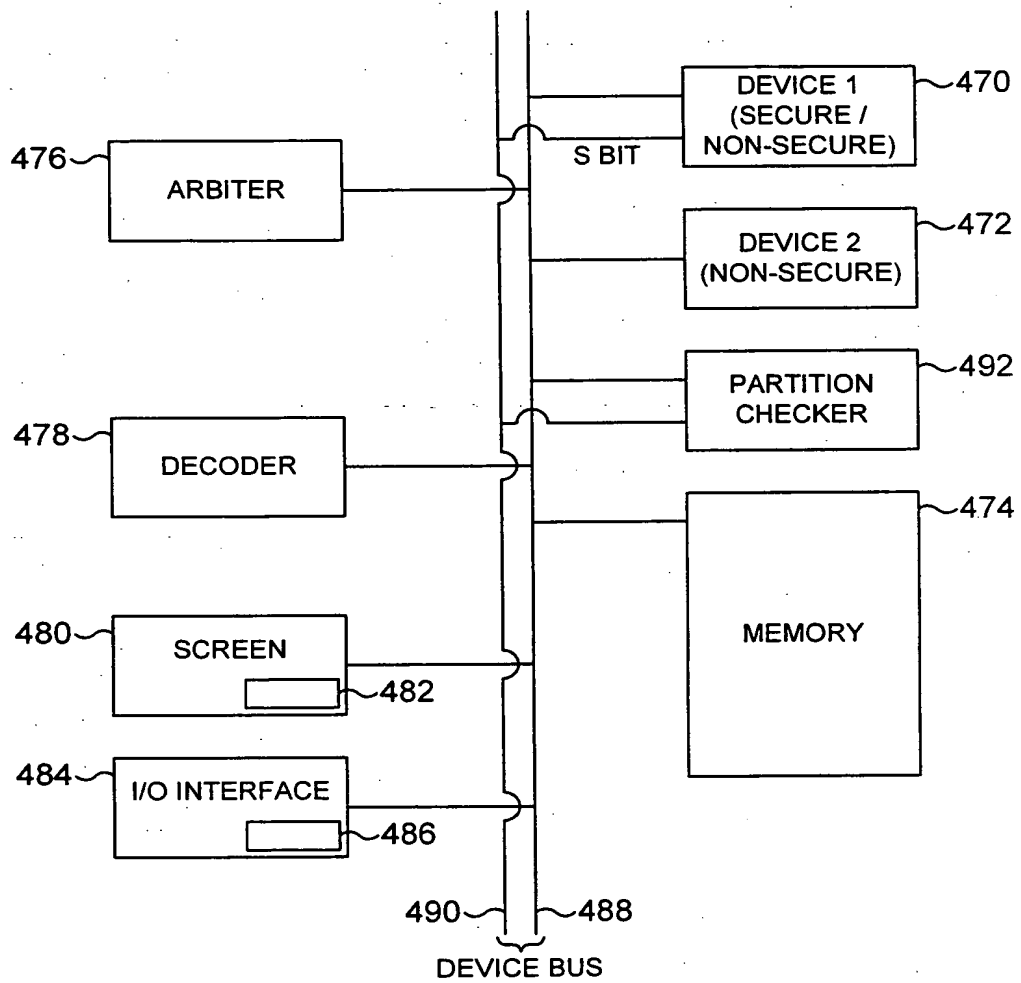 DEVICE 1
(SECURE /
NON-SECURE)
470
S BIT
476
ARBITER
DEVICE 2
(NON-SECURE)
472
PARTITION
CHECKER
492
478
DECODER
474
MEMORY
480
SCREEN
482
484
I/O INTERFACE
486
490
488
DEVICE BUS